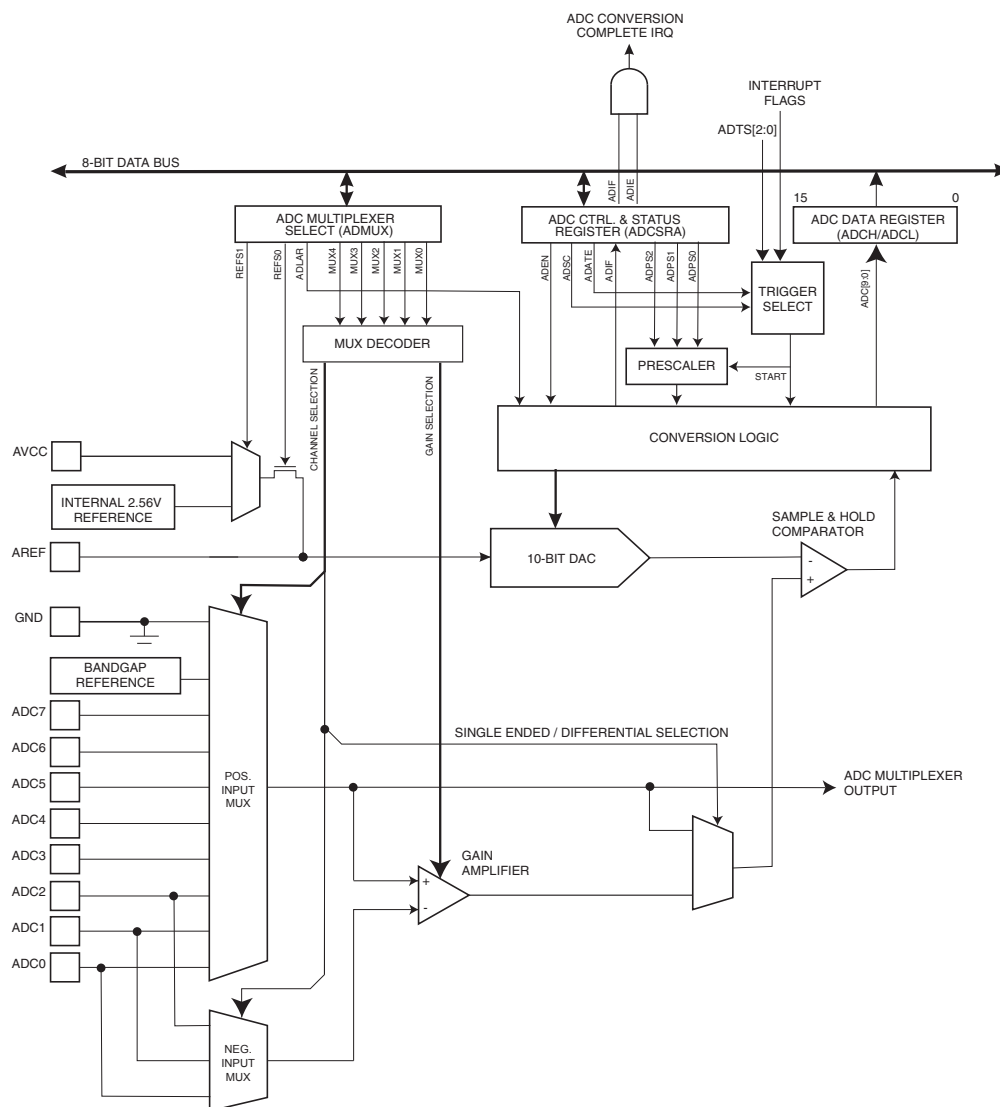 ADC CONVERSION
COMPLETE IRQ
INTERRUPT
FLAGS
ADTS[2:0]
8-BIT DATA BUS
ADIF
ADIE
15
0
ADC MULTIPLEXER
SELECT (ADMUX)
ADC CTRL. & STATUS
REGISTER (ADCSRA)
ADC DATA REGISTER
(ADCH/ADCL)
REFS1
REFS0
ADLAR
MUX4
MUX3
MUX2
MUX1
MUX0
ADEN
ADSC
ADATE
ADIF
ADPS2
ADPS1
ADPS0
ADC[9:0]
TRIGGER
SELECT
MUX DECODER
PRESCALER
START
CHANNEL SELECTION
GAIN SELECTION
CONVERSION LOGIC
AVCC
INTERNAL 2.56V
REFERENCE
SAMPLE & HOLD
COMPARATOR
AREF
10-BIT DAC
-
+
GND
BANDGAP
REFERENCE
ADC7
SINGLE ENDED / DIFFERENTIAL SELECTION
ADC6
ADC5
POS.
INPUT
MUX
ADC MULTIPLEXER
OUTPUT
ADC4
ADC3
GAIN
AMPLIFIER
ADC2
+
-
ADC1
ADC0
NEG.
INPUT
MUX